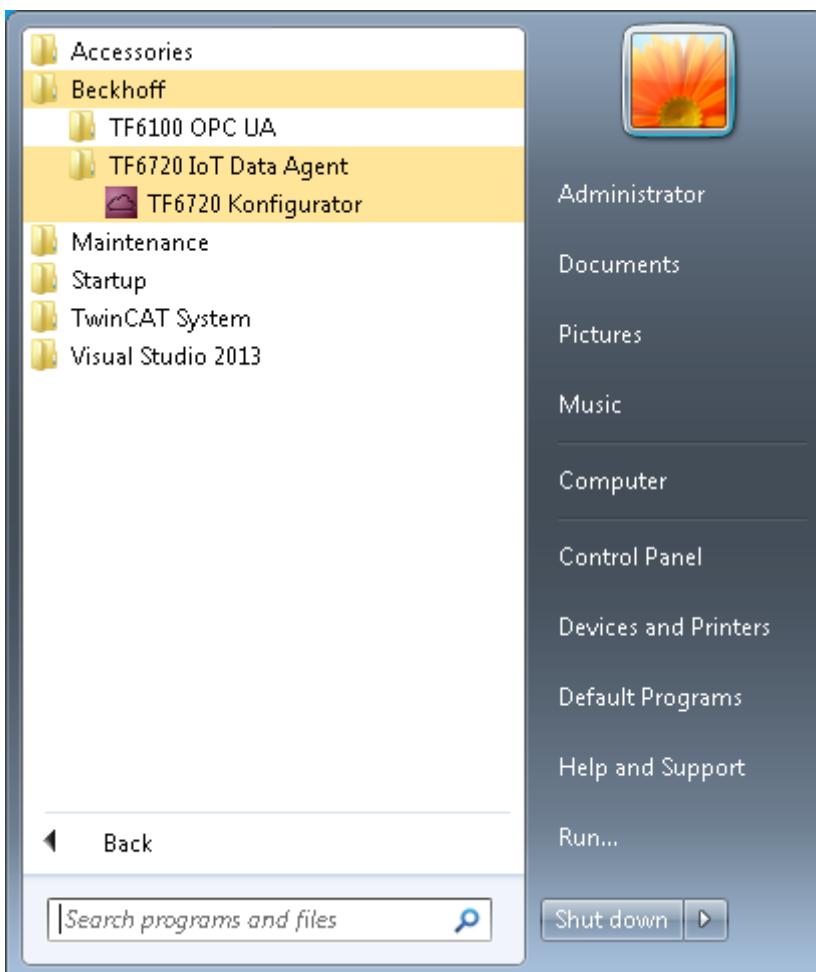 Accessories
Beckhoff
TF6100 OPC UA
TF6720 IoT Data Agent
TF6720 Konfigurator
Maintenance
Startup
TwinCAT System
Visual Studio 2013
Back
Search programs and files
Administrator
Documents
Pictures
Music
Computer
Control Panel
Devices and Printers
Default Programs
Help and Support
Run...
Shut down